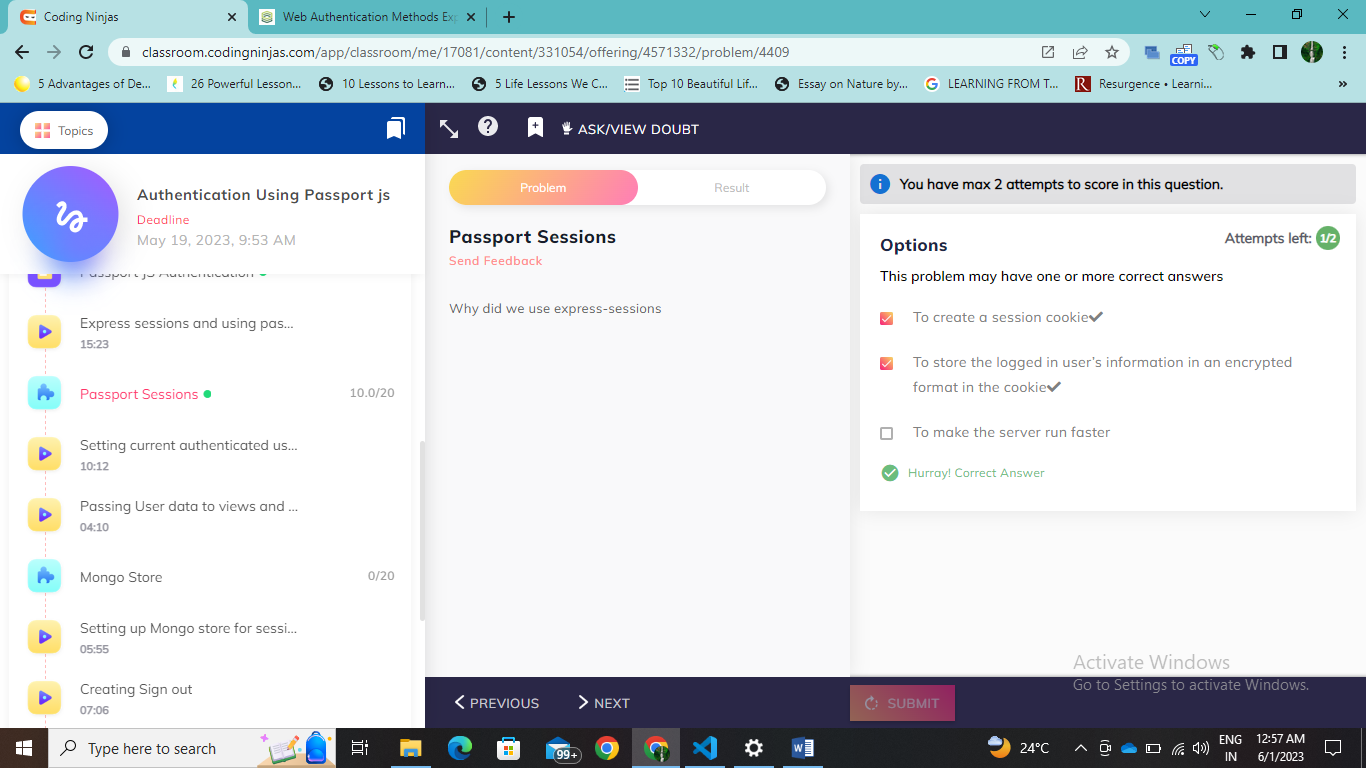 Coding Ninjas
Web Authentication Methods Exp
classroom.codingninjas.com/app/classroom/me/17081/content/331054/offering/4571332/problem/4409
COPY
5 Advantages of De...
26 Powerful Lesson...
10 Lessons to Learn...
5 Life Lessons We C...
Top 10 Beautiful Lif...
Essay on Nature by...
LEARNING FROM T...
Resurgence • Learni...
»
Topics
ASK/VIEW DOUBT
Authentication Using Passport js
Deadline
May 19, 2023, 9:53 AM
Passport JS Authentication
Express sessions and using pas...
15:23
Passport Sessions
10.0/20
Setting current authenticated us...
10:12
Passing User data to views and ...
04:10
Mongo Store
0/20
Setting up Mongo store for sessi...
05:55
Creating Sign out
07:06
Problem
Result
Passport Sessions
Send Feedback
Why did we use express-sessions
You have max 2 attempts to score in this question.
Options
Attempts left: 1/2
This problem may have one or more correct answers
To create a session cookie✔
To store the logged in user’s information in an encrypted
format in the cookie✔
To make the server run faster
Hurray! Correct Answer
Activate Windows
Go to Settings to activate Windows.
PREVIOUS
NEXT
SUBMIT
Type here to search
99+
24°C
ENG
IN
12:57 AM
6/1/2023